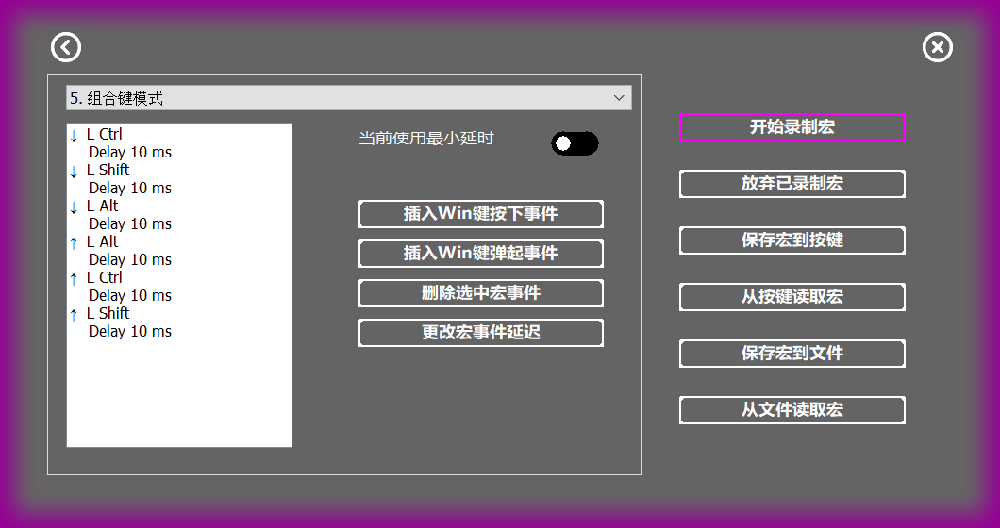 5. 组合键模式
↓ L Ctrl
Delay 10 ms
↓ L Shift
Delay 10 ms
↓ L Alt
Delay 10 ms
↑ L Alt
Delay 10 ms
↑ L Ctrl
Delay 10 ms
↑ L Shift
Delay 10 ms
当前使用最小延时
插入Win键按下事件
插入Win键弹起事件
删除选中宏事件
更改宏事件延迟
开始录制宏
放弃已录制宏
保存宏到按键
从按键读取宏
保存宏到文件
从文件读取宏